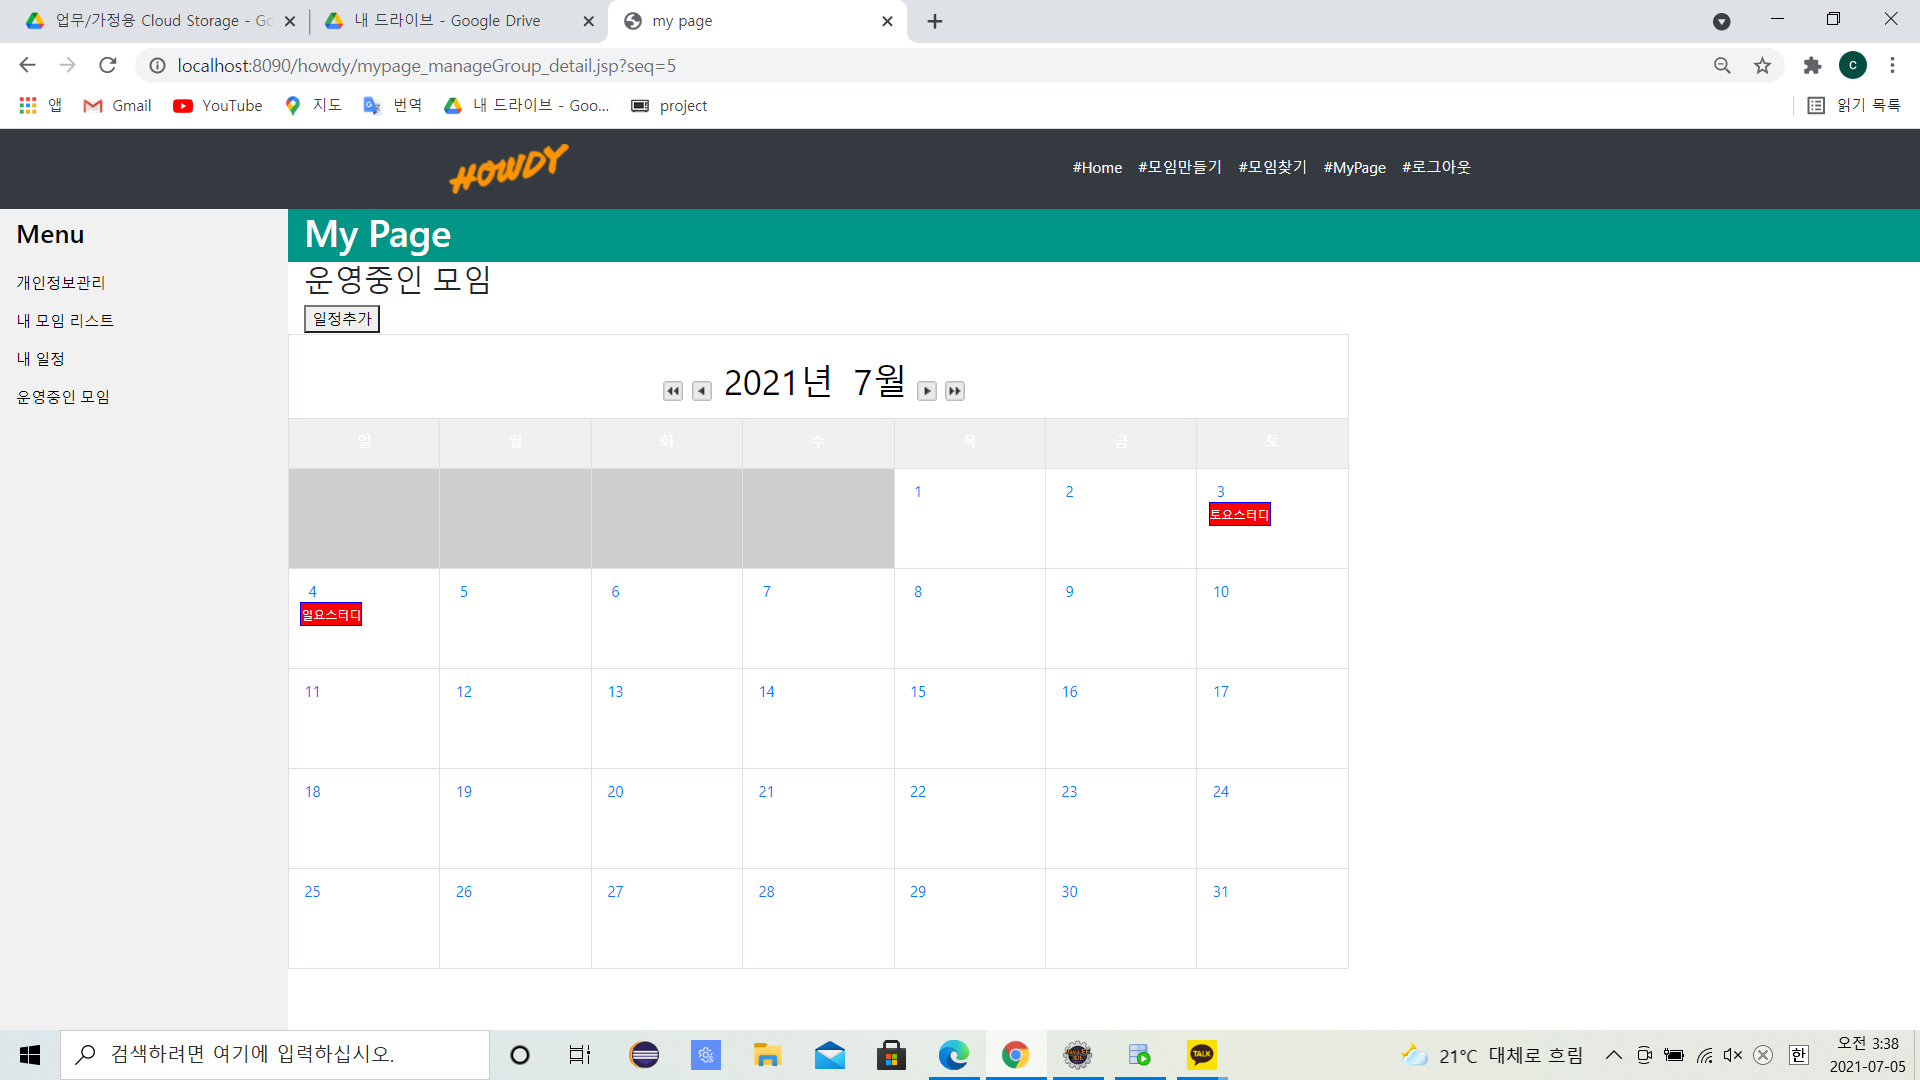 업무/가정용 Cloud Storage - Go
내 드라이브 - Google Drive
my page
localhost:8090/howdy/mypage_manageGroup_detail.jsp?seq=5
C
앱
Gmail
YouTube
지도
번역
내 드라이브 - Goo...
project
읽기 목록
HOWDY
#Home #모임만들기 #모임찾기 #MyPage #로그아웃
Menu
개인정보관리
내 모임 리스트
내 일정
운영중인 모임
My Page
운영중인 모임
일정추가
2021년 7월
일 월 화 수 목 금 토
1 2 3
토요스터디
4 5 6 7 8 9 10
일요스터디
11 12 13 14 15 16 17
18 19 20 21 22 23 24
25 26 27 28 29 30 31
검색하려면 여기에 입력하십시오.
TALK
21°C 대체로 흐림
한
오전 3:38
2021-07-05